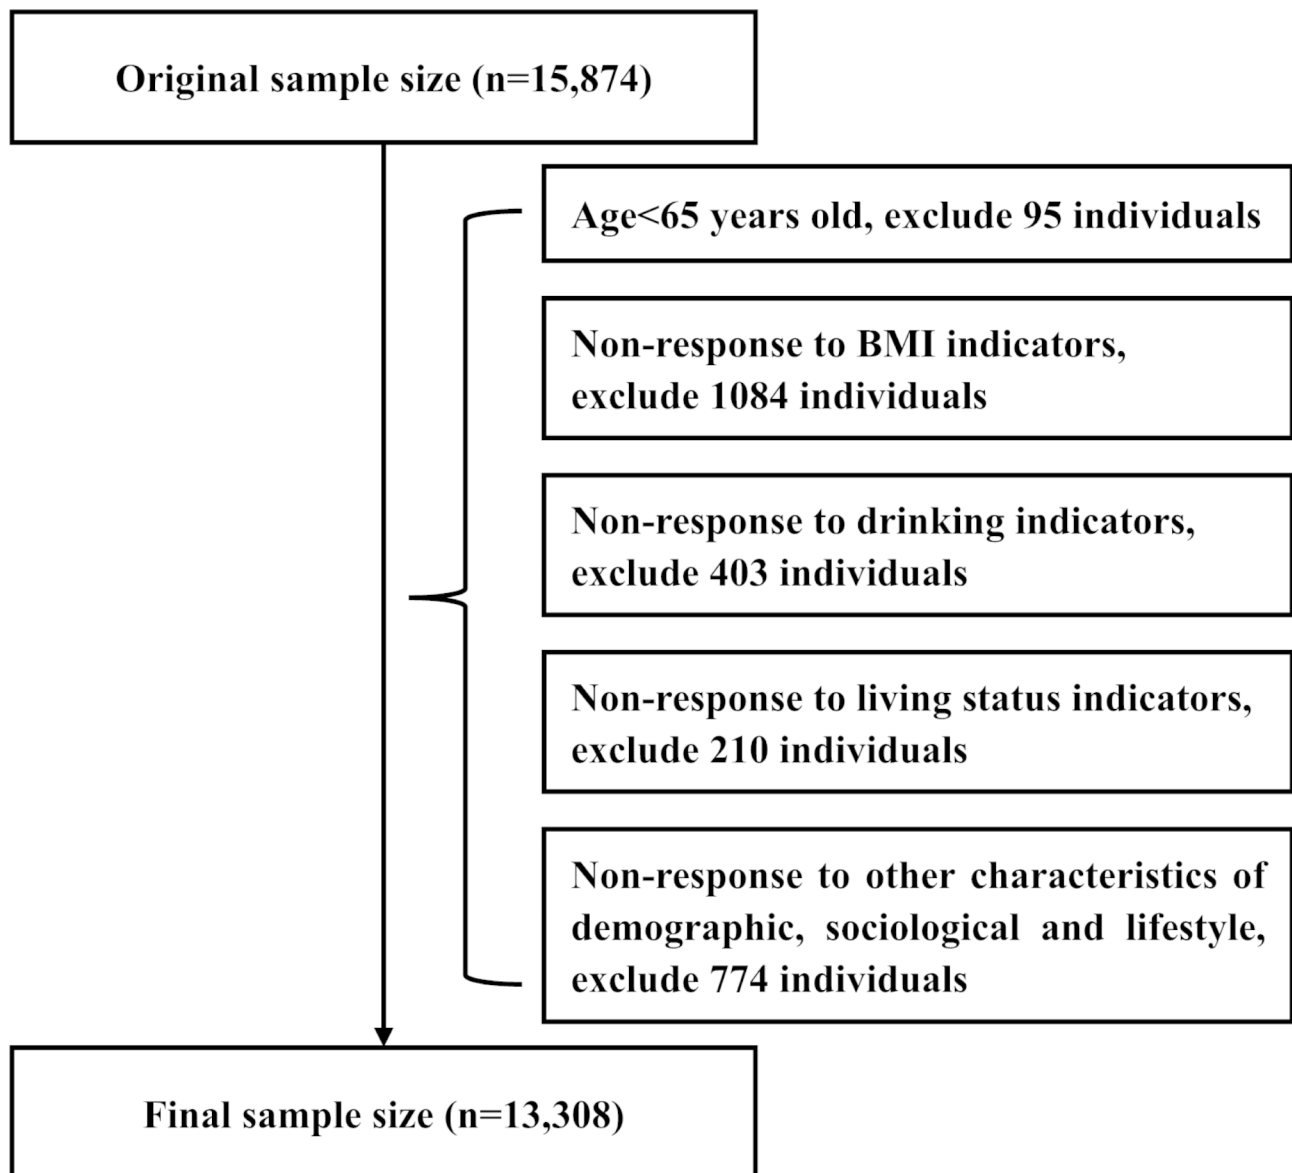 Original sample size (n=15,874)
Age<65 years old, exclude 95 individuals
Non-response to BMI indicators,
exclude 1084 individuals
Non-response to drinking indicators,
exclude 403 individuals
Non-response to living status indicators,
exclude 210 individuals
Non-response to other characteristics of
demographic, sociological and lifestyle,
exclude 774 individuals
Final sample size (n=13,308)